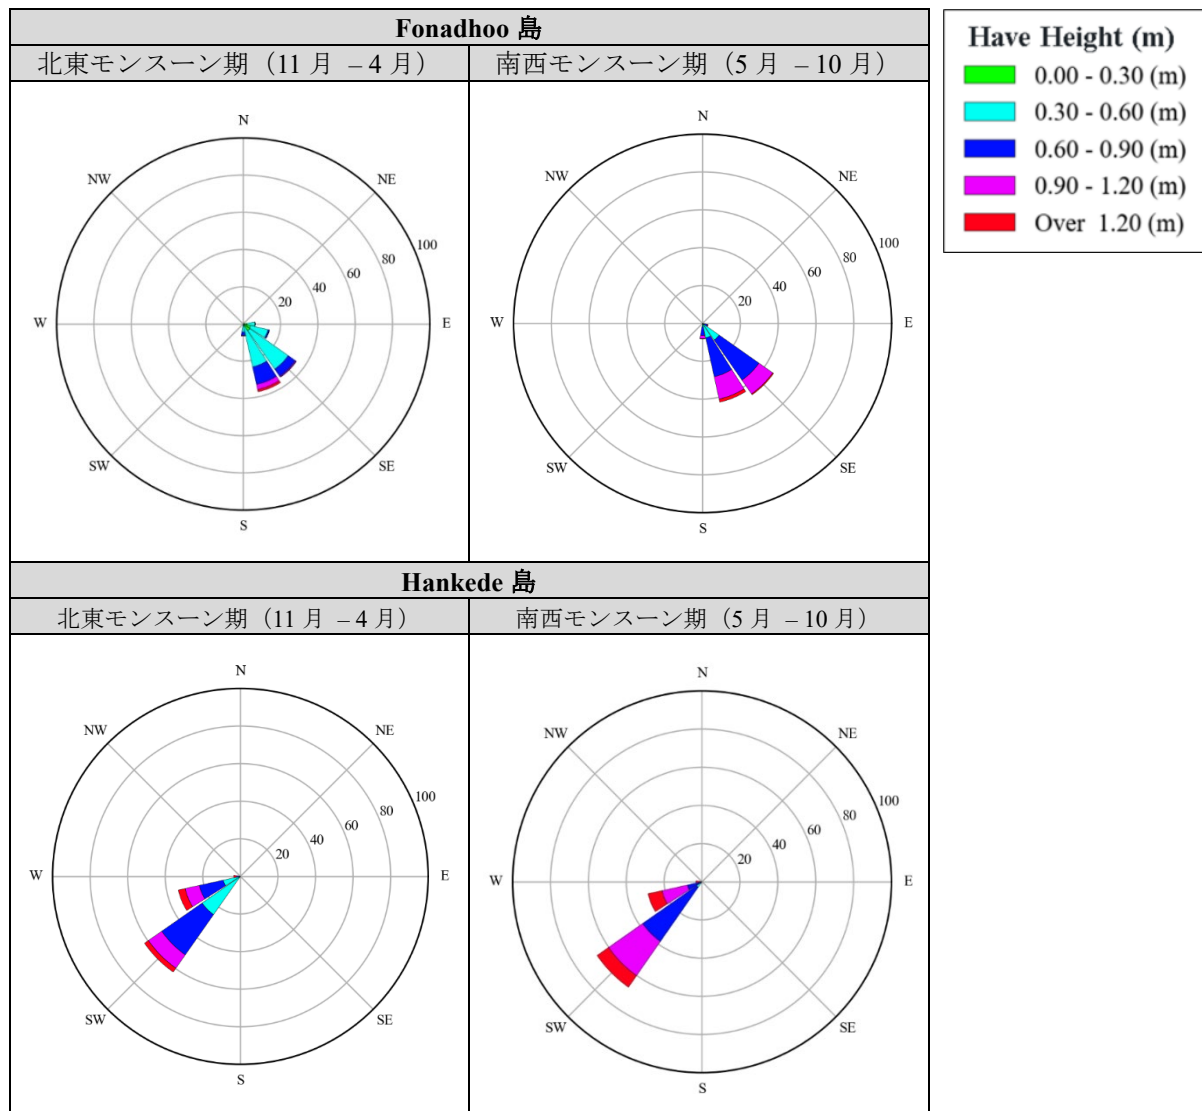 Fonadhoo 島
北東モンスーン期（11 月 – 4 月）
南西モンスーン期（5 月 – 10 月）
N
NW
NE
W
E
SW
SE
S
20
40
60
80
100
N
NW
NE
W
E
SW
SE
S
20
40
60
80
100
Hankede 島
北東モンスーン期（11 月 – 4 月）
南西モンスーン期（5 月 – 10 月）
N
NW
NE
W
E
SW
SE
S
20
40
60
80
100
N
NW
NE
W
E
SW
SE
S
20
40
60
80
100
Have Height (m)
0.00 - 0.30 (m)
0.30 - 0.60 (m)
0.60 - 0.90 (m)
0.90 - 1.20 (m)
Over 1.20 (m)